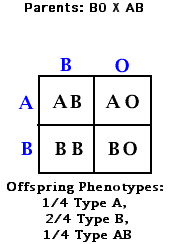 Parents: BO X AB
B O
A AB AO
B BB BO
Offspring Phenotypes:
1/4 Type A,
2/4 Type B,
1/4 Type AB